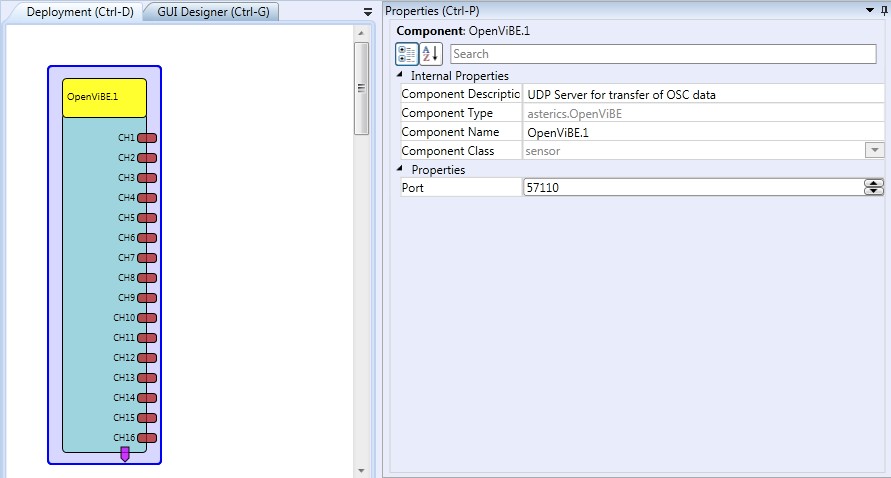 Deployment (Ctrl-D)
GUI Designer (Ctrl-G)
OpenViBE.1
CH1
CH2
CH3
CH4
CH5
CH6
CH7
CH8
CH9
CH10
CH11
CH12
CH13
CH14
CH15
CH16
Properties (Ctrl-P)
Component: OpenViBE.1
A
Z
Search
Internal Properties
Component Descriptic UDP Server for transfer of OSC data
Component Type asterics.OpenViBE
Component Name OpenViBE.1
Component Class sensor
Properties
Port 57110